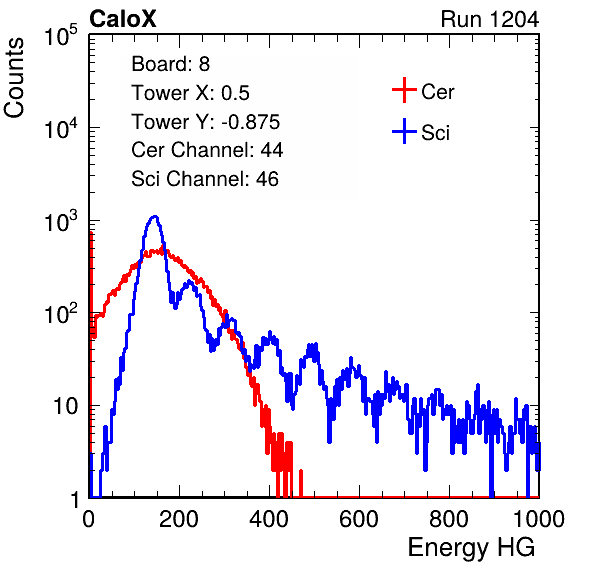 CaloX Run 1204
Counts
Board: 8
Tower X: 0.5
Tower Y: -0.875
Cer Channel: 44
Sci Channel: 46
Cer
Sci
10^5
10^4
10^3
10^2
10
1
0 200 400 600 800 1000
Energy HG